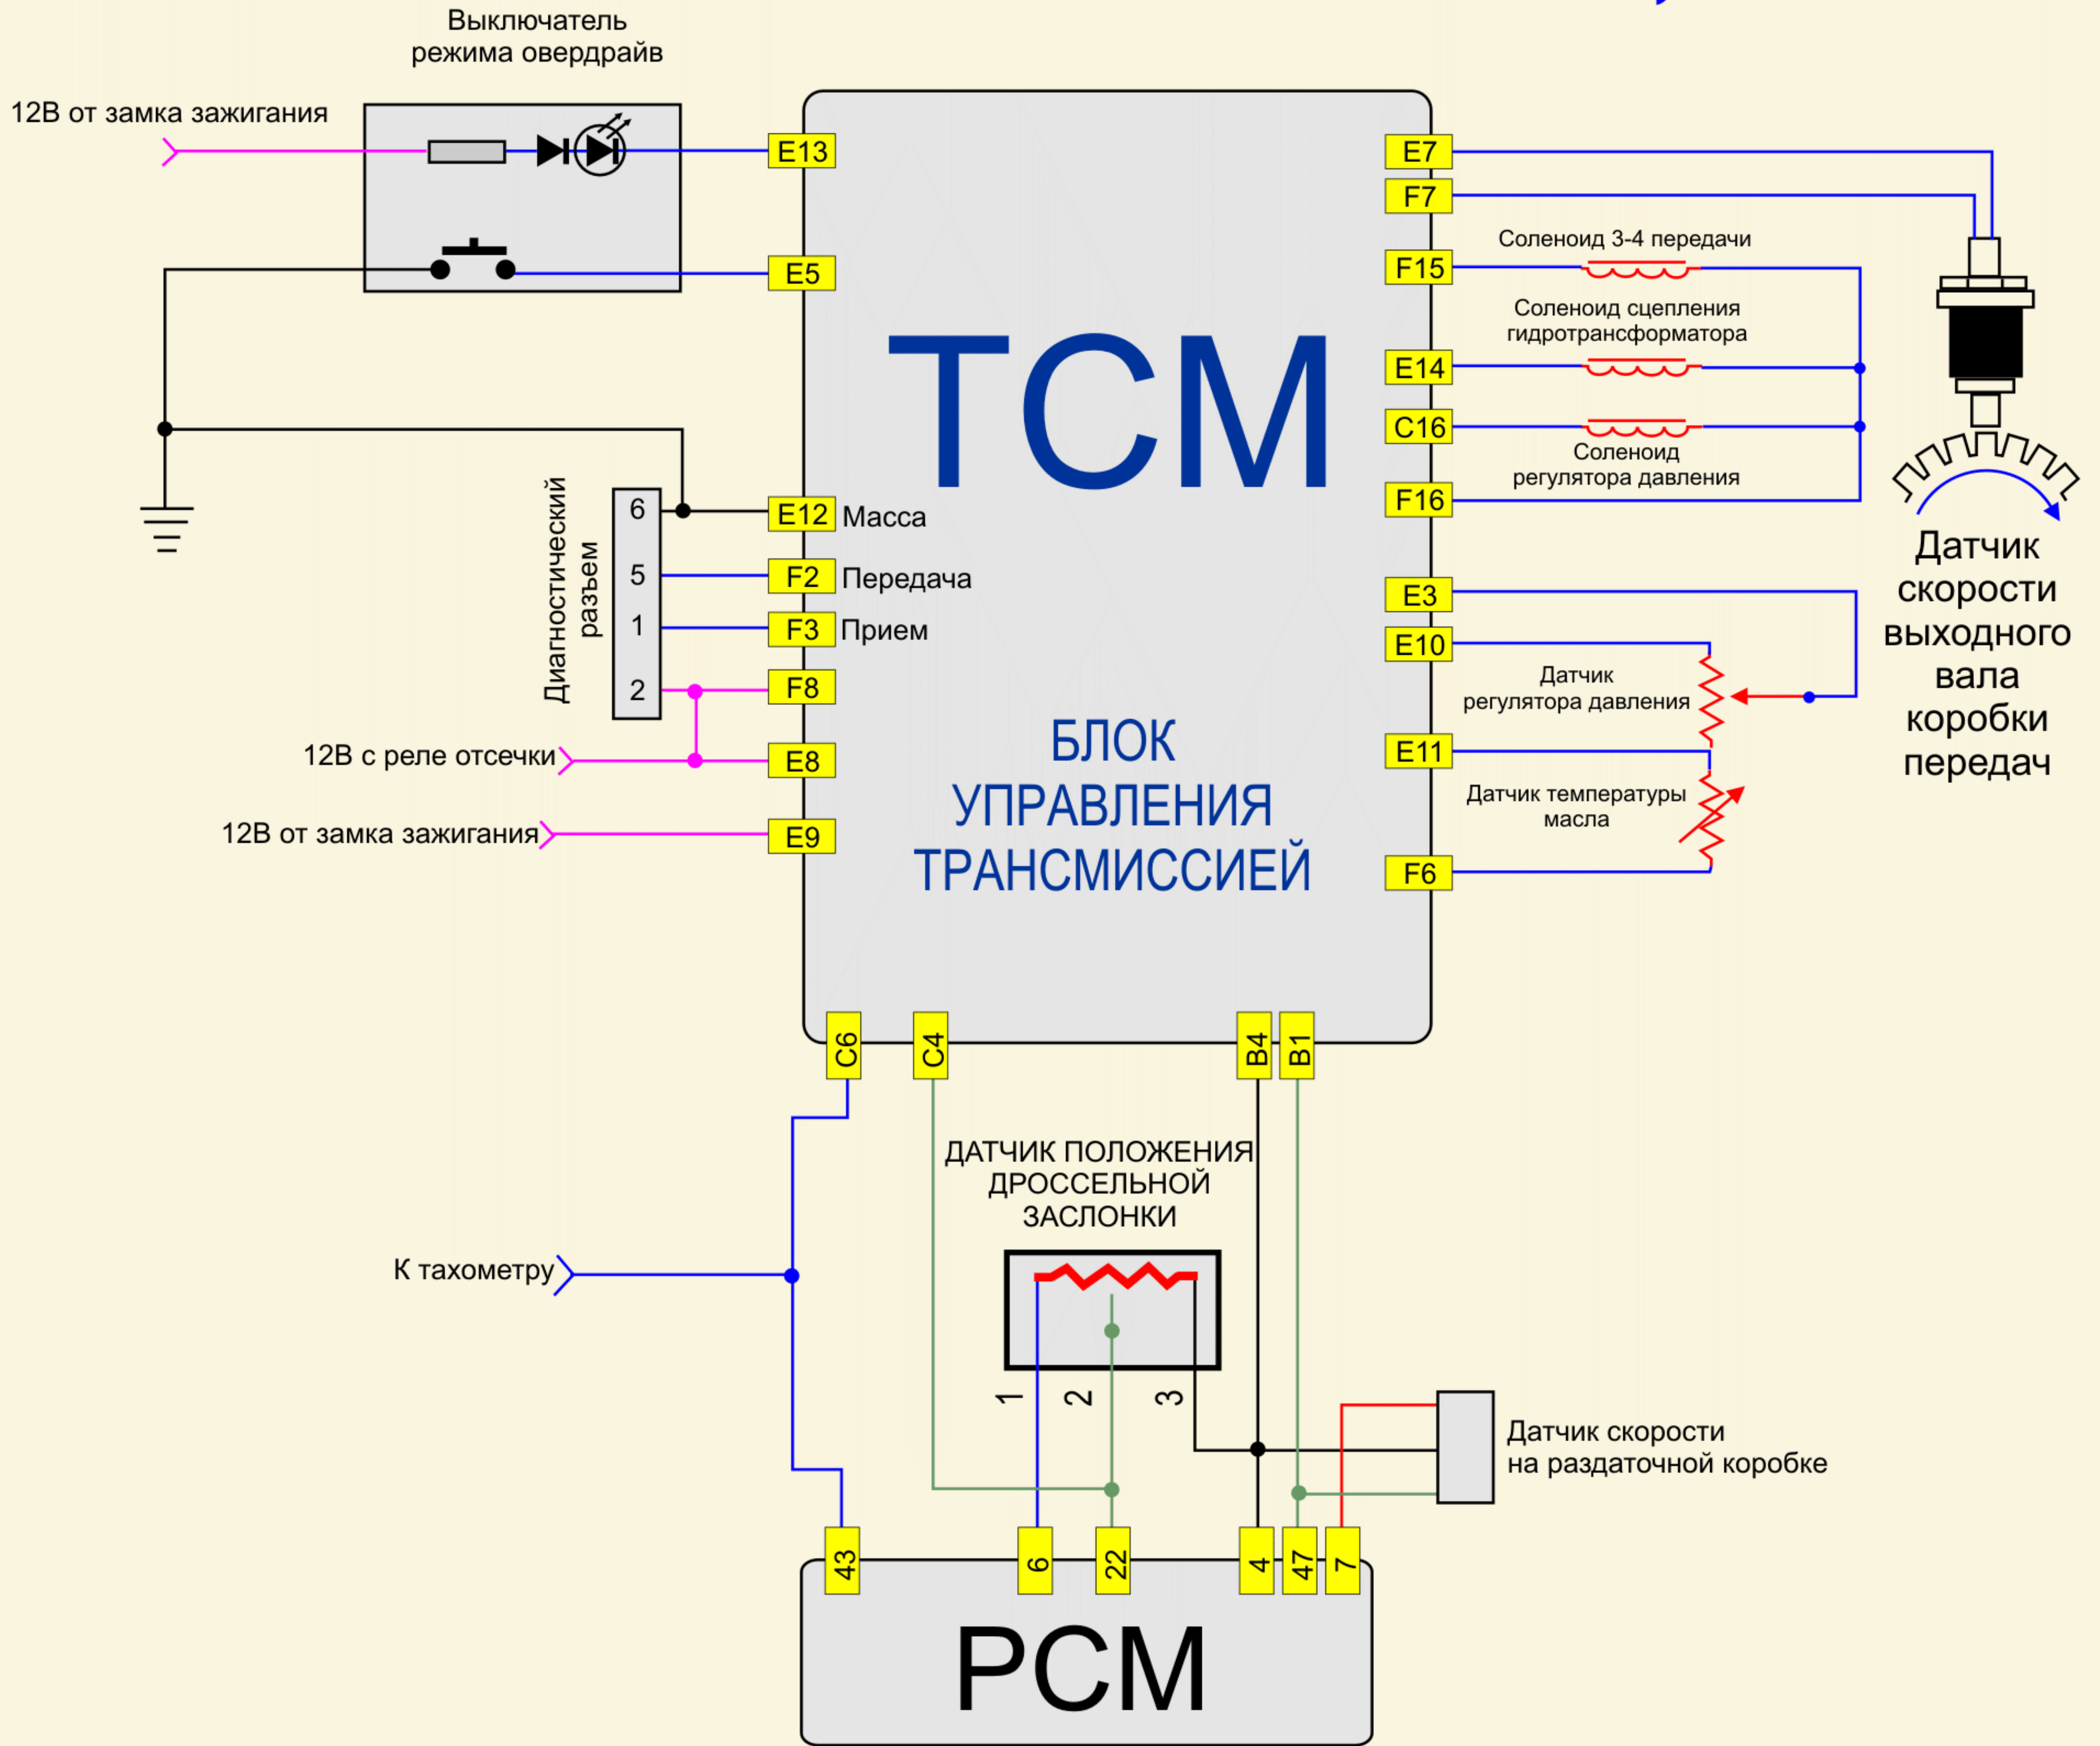 Выключатель
режима овердрайв
12В от замка зажигания
E13
E5
E7
F7
Соленоид 3-4 передачи
F15
Соленоид сцепления
гидротрансформатора
E14
C16
Соленоид
регулятора давления
F16
TCM
Диагностический
разъем
6
5
1
2
E12 Масса
F2 Передача
F3 Прием
F8
12В с реле отсечки
E8
12В от замка зажигания
E9
БЛОК
УПРАВЛЕНИЯ
ТРАНСМИССИЕЙ
E3
E10
Датчик
регулятора давления
E11
Датчик температуры
масла
F6
Датчик
скорости
выходного
вала
коробки
передач
C6
C4
B4
B1
ДАТЧИК ПОЛОЖЕНИЯ
ДРОССЕЛЬНОЙ
ЗАСЛОНКИ
К тахометру
1
2
3
Датчик скорости
на раздаточной коробке
43
6
22
4
47
7
PCM